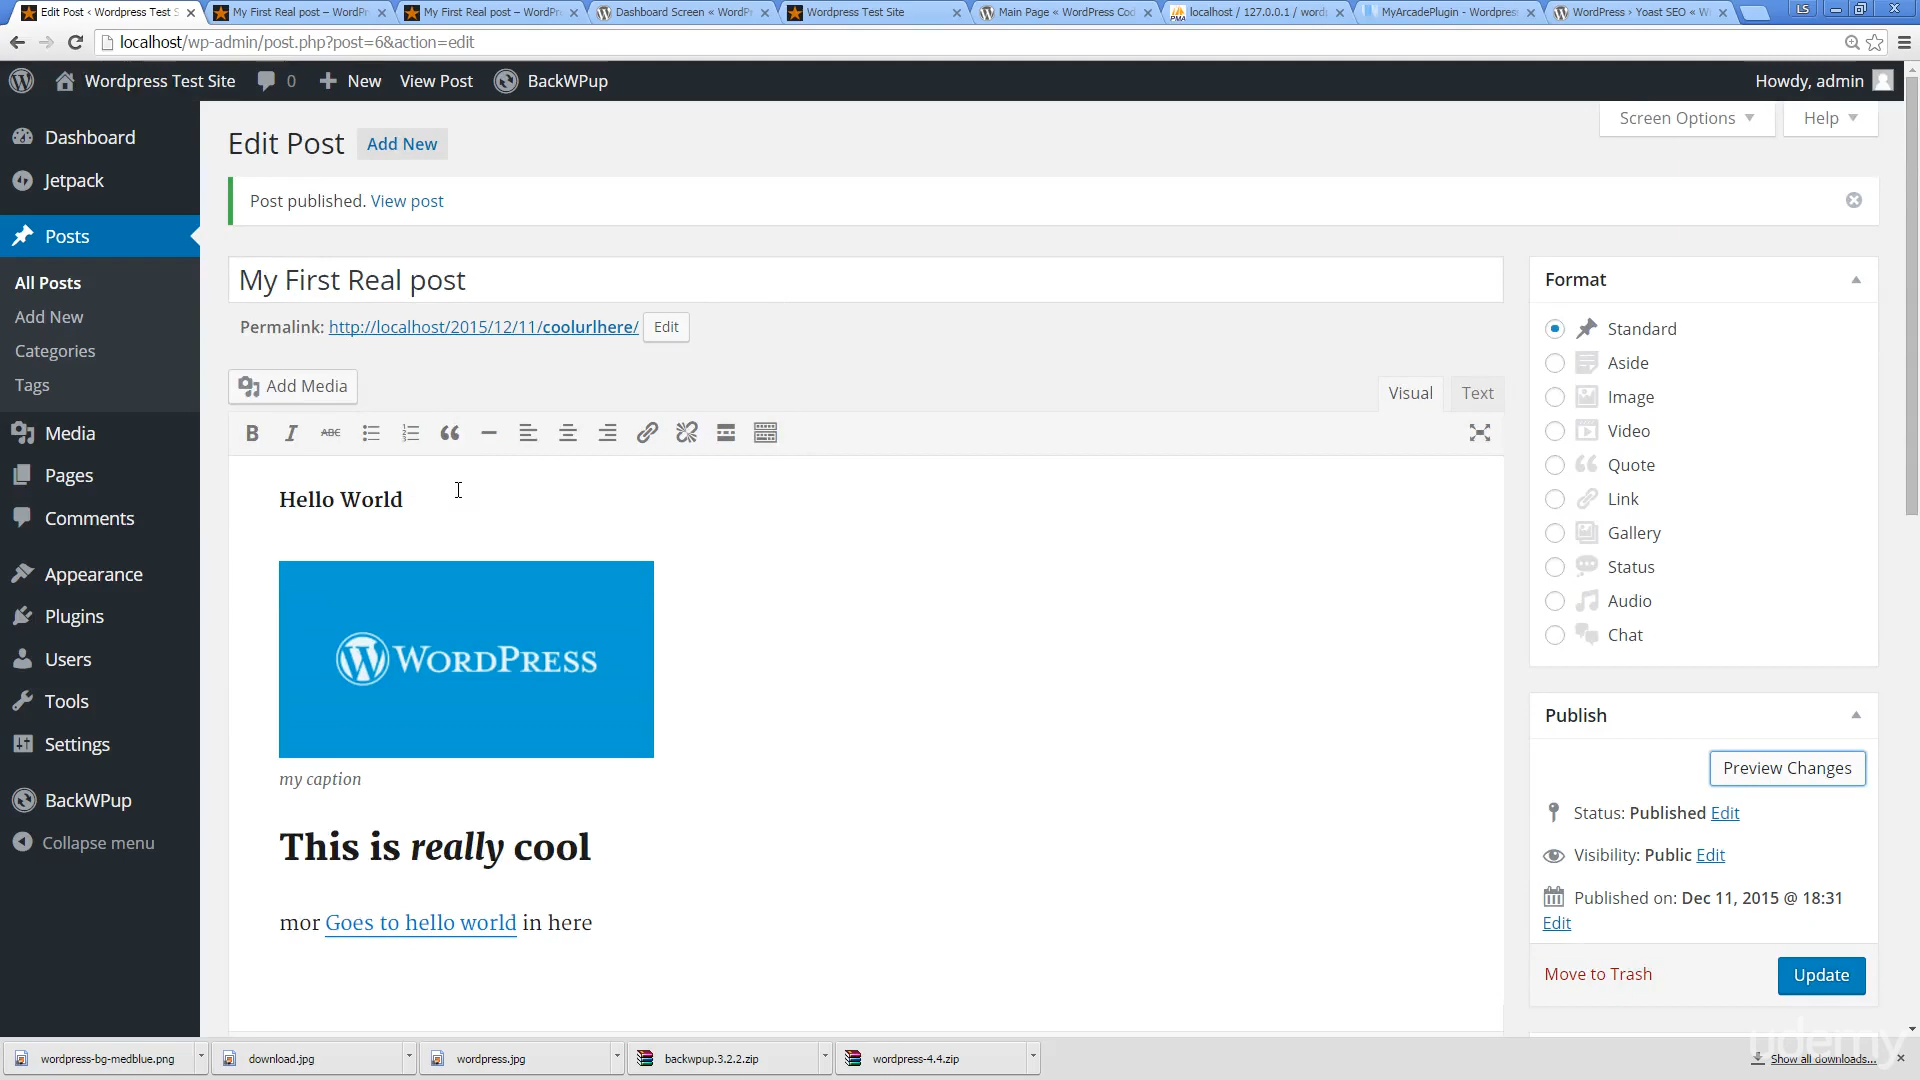 Edit Post ‹ Wordpress Test S
My First Real post – WordPr
My First Real post – WordPr
Dashboard Screen « WordPr
Wordpress Test Site
Main Page « WordPress Cod
localhost / 127.0.0.1 / words
MyArcadePlugin - Wordpress
WordPress › Yoast SEO « W
LS
localhost/wp-admin/post.php?post=6&action=edit
Wordpress Test Site
0
New
View Post
BackWPup
Howdy, admin
Dashboard
Jetpack
Posts
All Posts
Add New
Categories
Tags
Media
Pages
Comments
Appearance
Plugins
Users
Tools
Settings
BackWPup
Collapse menu
Screen Options
Help
Edit Post
Add New
Post published. View post
My First Real post
Permalink: http://localhost/2015/12/11/coolurlhere/
Edit
Add Media
Visual
Text
B I ABC
Hello World
WORDPRESS
my caption
This is really cool
mor Goes to hello world in here
Format
Standard
Aside
Image
Video
Quote
Link
Gallery
Status
Audio
Chat
Publish
Preview Changes
Status: Published Edit
Visibility: Public Edit
Published on: Dec 11, 2015 @ 18:31
Edit
Move to Trash
Update
wordpress-bg-medblue.png
download.jpg
wordpress.jpg
backwpup.3.2.2.zip
wordpress-4.4.zip
Show all downloads...
udemy